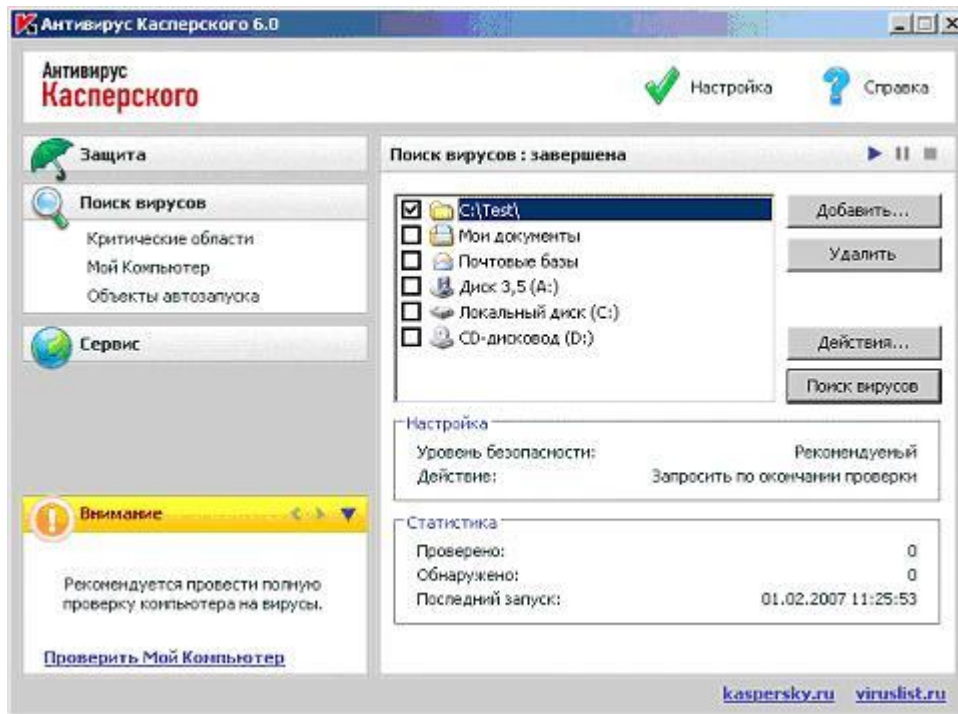 Антивирус Касперского 6.0
Антивирус
Касперского
Настройка
Справка
Защита
Поиск вирусов
Критические области
Мой Компьютер
Объекты автозапуска
Сервис
Внимание
Рекомендуется провести полную
проверку компьютера на вирусы.
Проверить Мой Компьютер
Поиск вирусов : завершена
C:\Test\
Мои документы
Почтовые базы
Диск 3,5 (A:)
Локальный диск (C:)
CD-дисковод (D:)
Добавить...
Удалить
Действия...
Поиск вирусов
Настройка
Уровень безопасности: Рекомендуемый
Действие: Запросить по окончании проверки
Статистика
Проверено: 0
Обнаружено: 0
Последний запуск: 01.02.2007 11:25:53
kaspersky.ru viruslist.ru